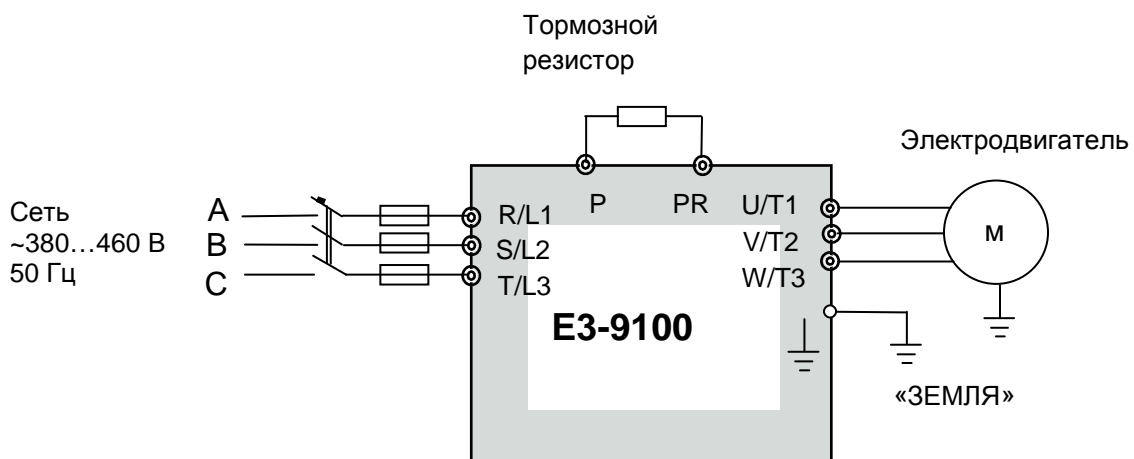 Тормозной
резистор
Электродвигатель
Сеть
~380...460 В
50 Гц
A
B
C
R/L1
S/L2
T/L3
P
PR
U/T1
V/T2
W/T3
М
E3-9100
«ЗЕМЛЯ»